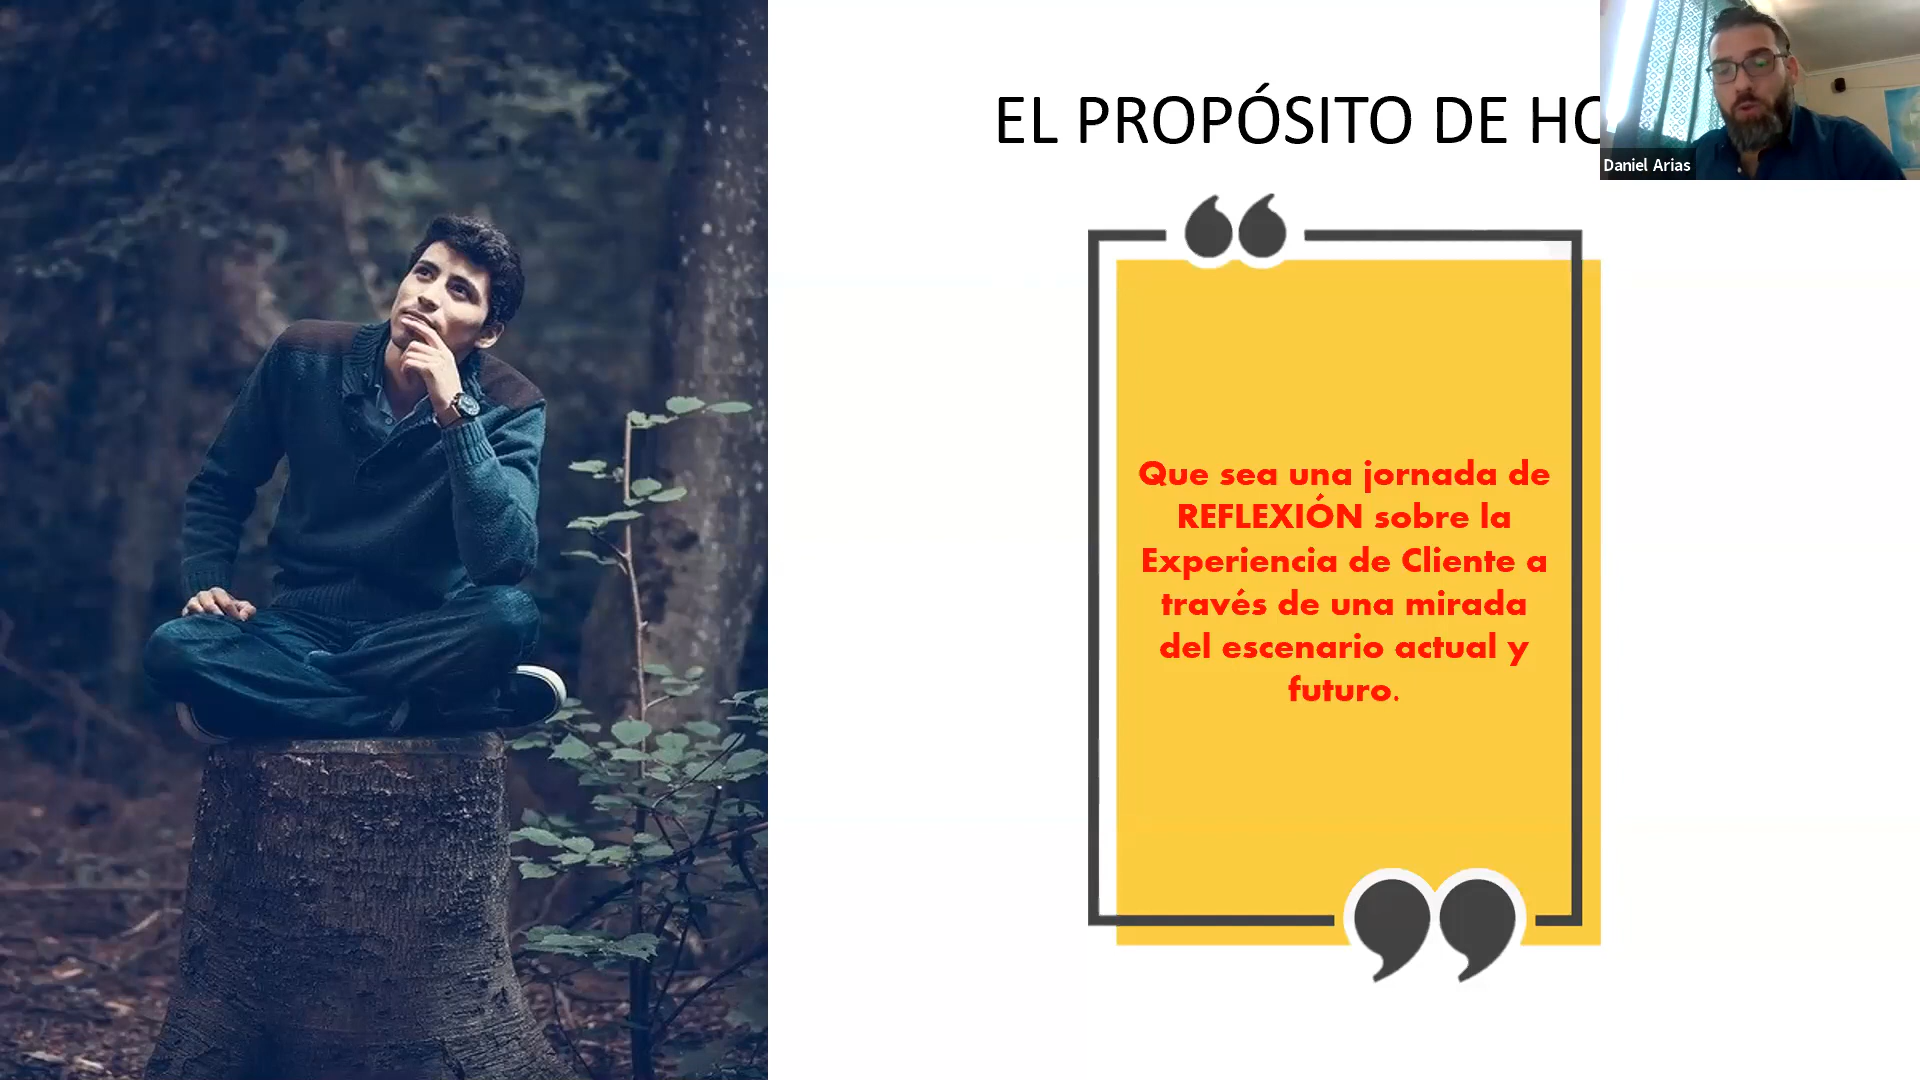 EL PROPÓSITO DE HO
Daniel Arias
Que sea una jornada de
REFLEXIÓN sobre la
Experiencia de Cliente a
través de una mirada
del escenario actual y
futuro.